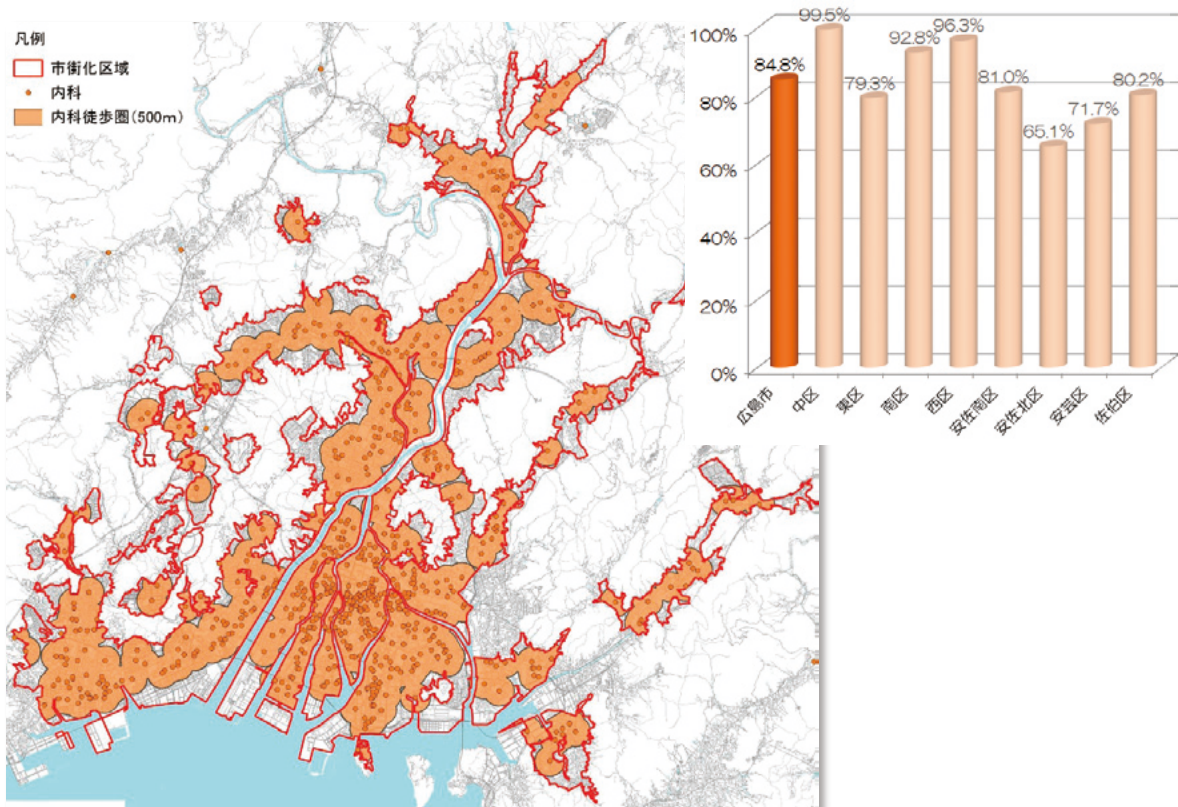 凡例
市街化区域
内科
内科徒歩圏(500m)
100%
80%
60%
40%
20%
0%
84.8%
99.5%
79.3%
92.8%
96.3%
81.0%
65.1%
71.7%
80.2%
広島市
中区
東区
南区
西区
安佐南区
安佐北区
安芸区
佐伯区